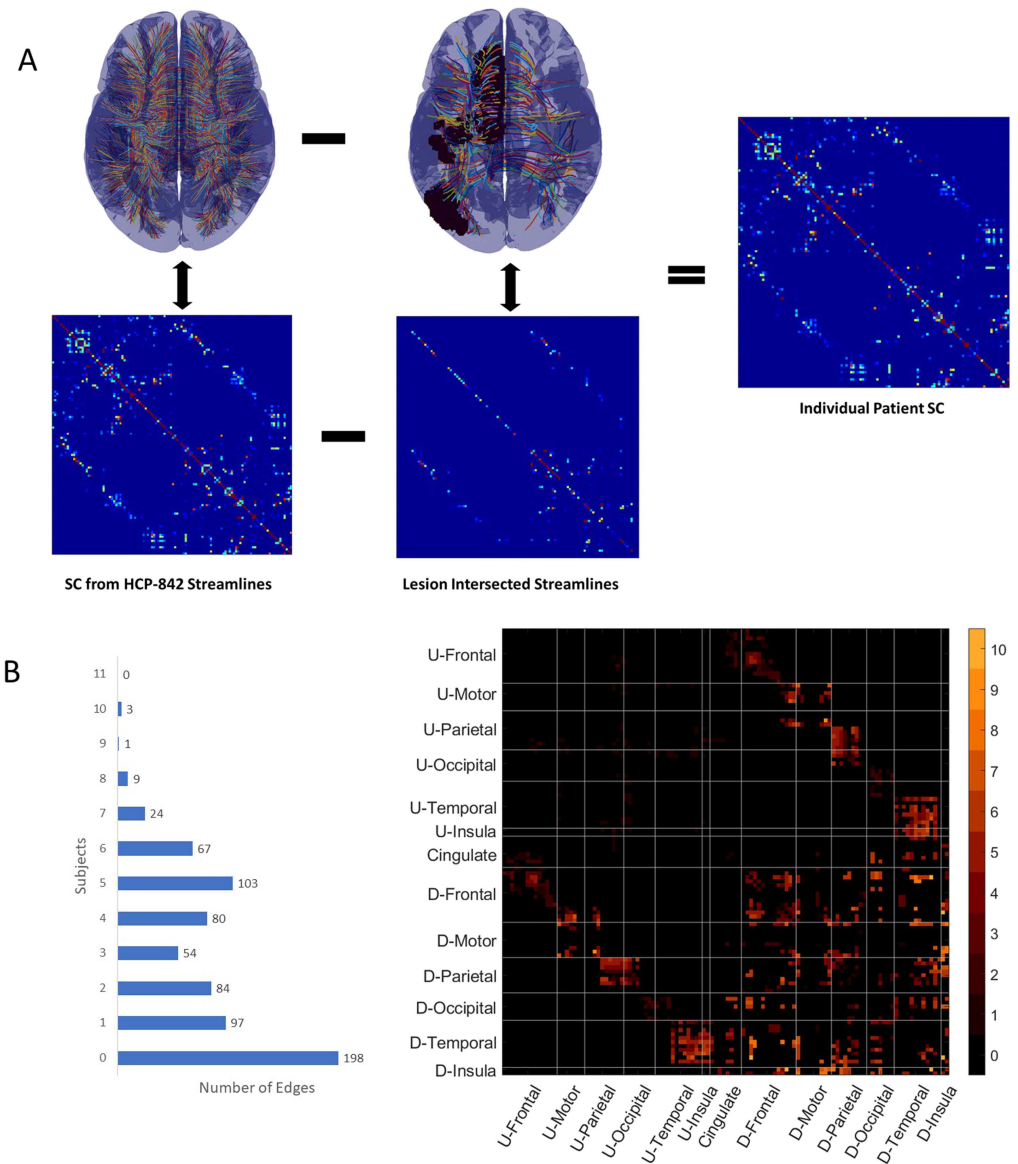 A
Individual Patient SC
SC from HCP-842 Streamlines
Lesion Intersected Streamlines
B
Subjects
11 0
10 3
9 1
8 9
7 24
6 67
5 103
4 80
3 54
2 84
1 97
0 198
Number of Edges
U-Frontal
U-Motor
U-Parietal
U-Occipital
U-Temporal
U-Insula
Cingulate
D-Frontal
D-Motor
D-Parietal
D-Occipital
D-Temporal
D-Insula
U-Frontal
U-Motor
U-Parietal
U-Occipital
U-Temporal
U-Insula
Cingulate
D-Frontal
D-Motor
D-Parietal
D-Occipital
D-Temporal
D-Insula
10
9
8
7
6
5
4
3
2
1
0